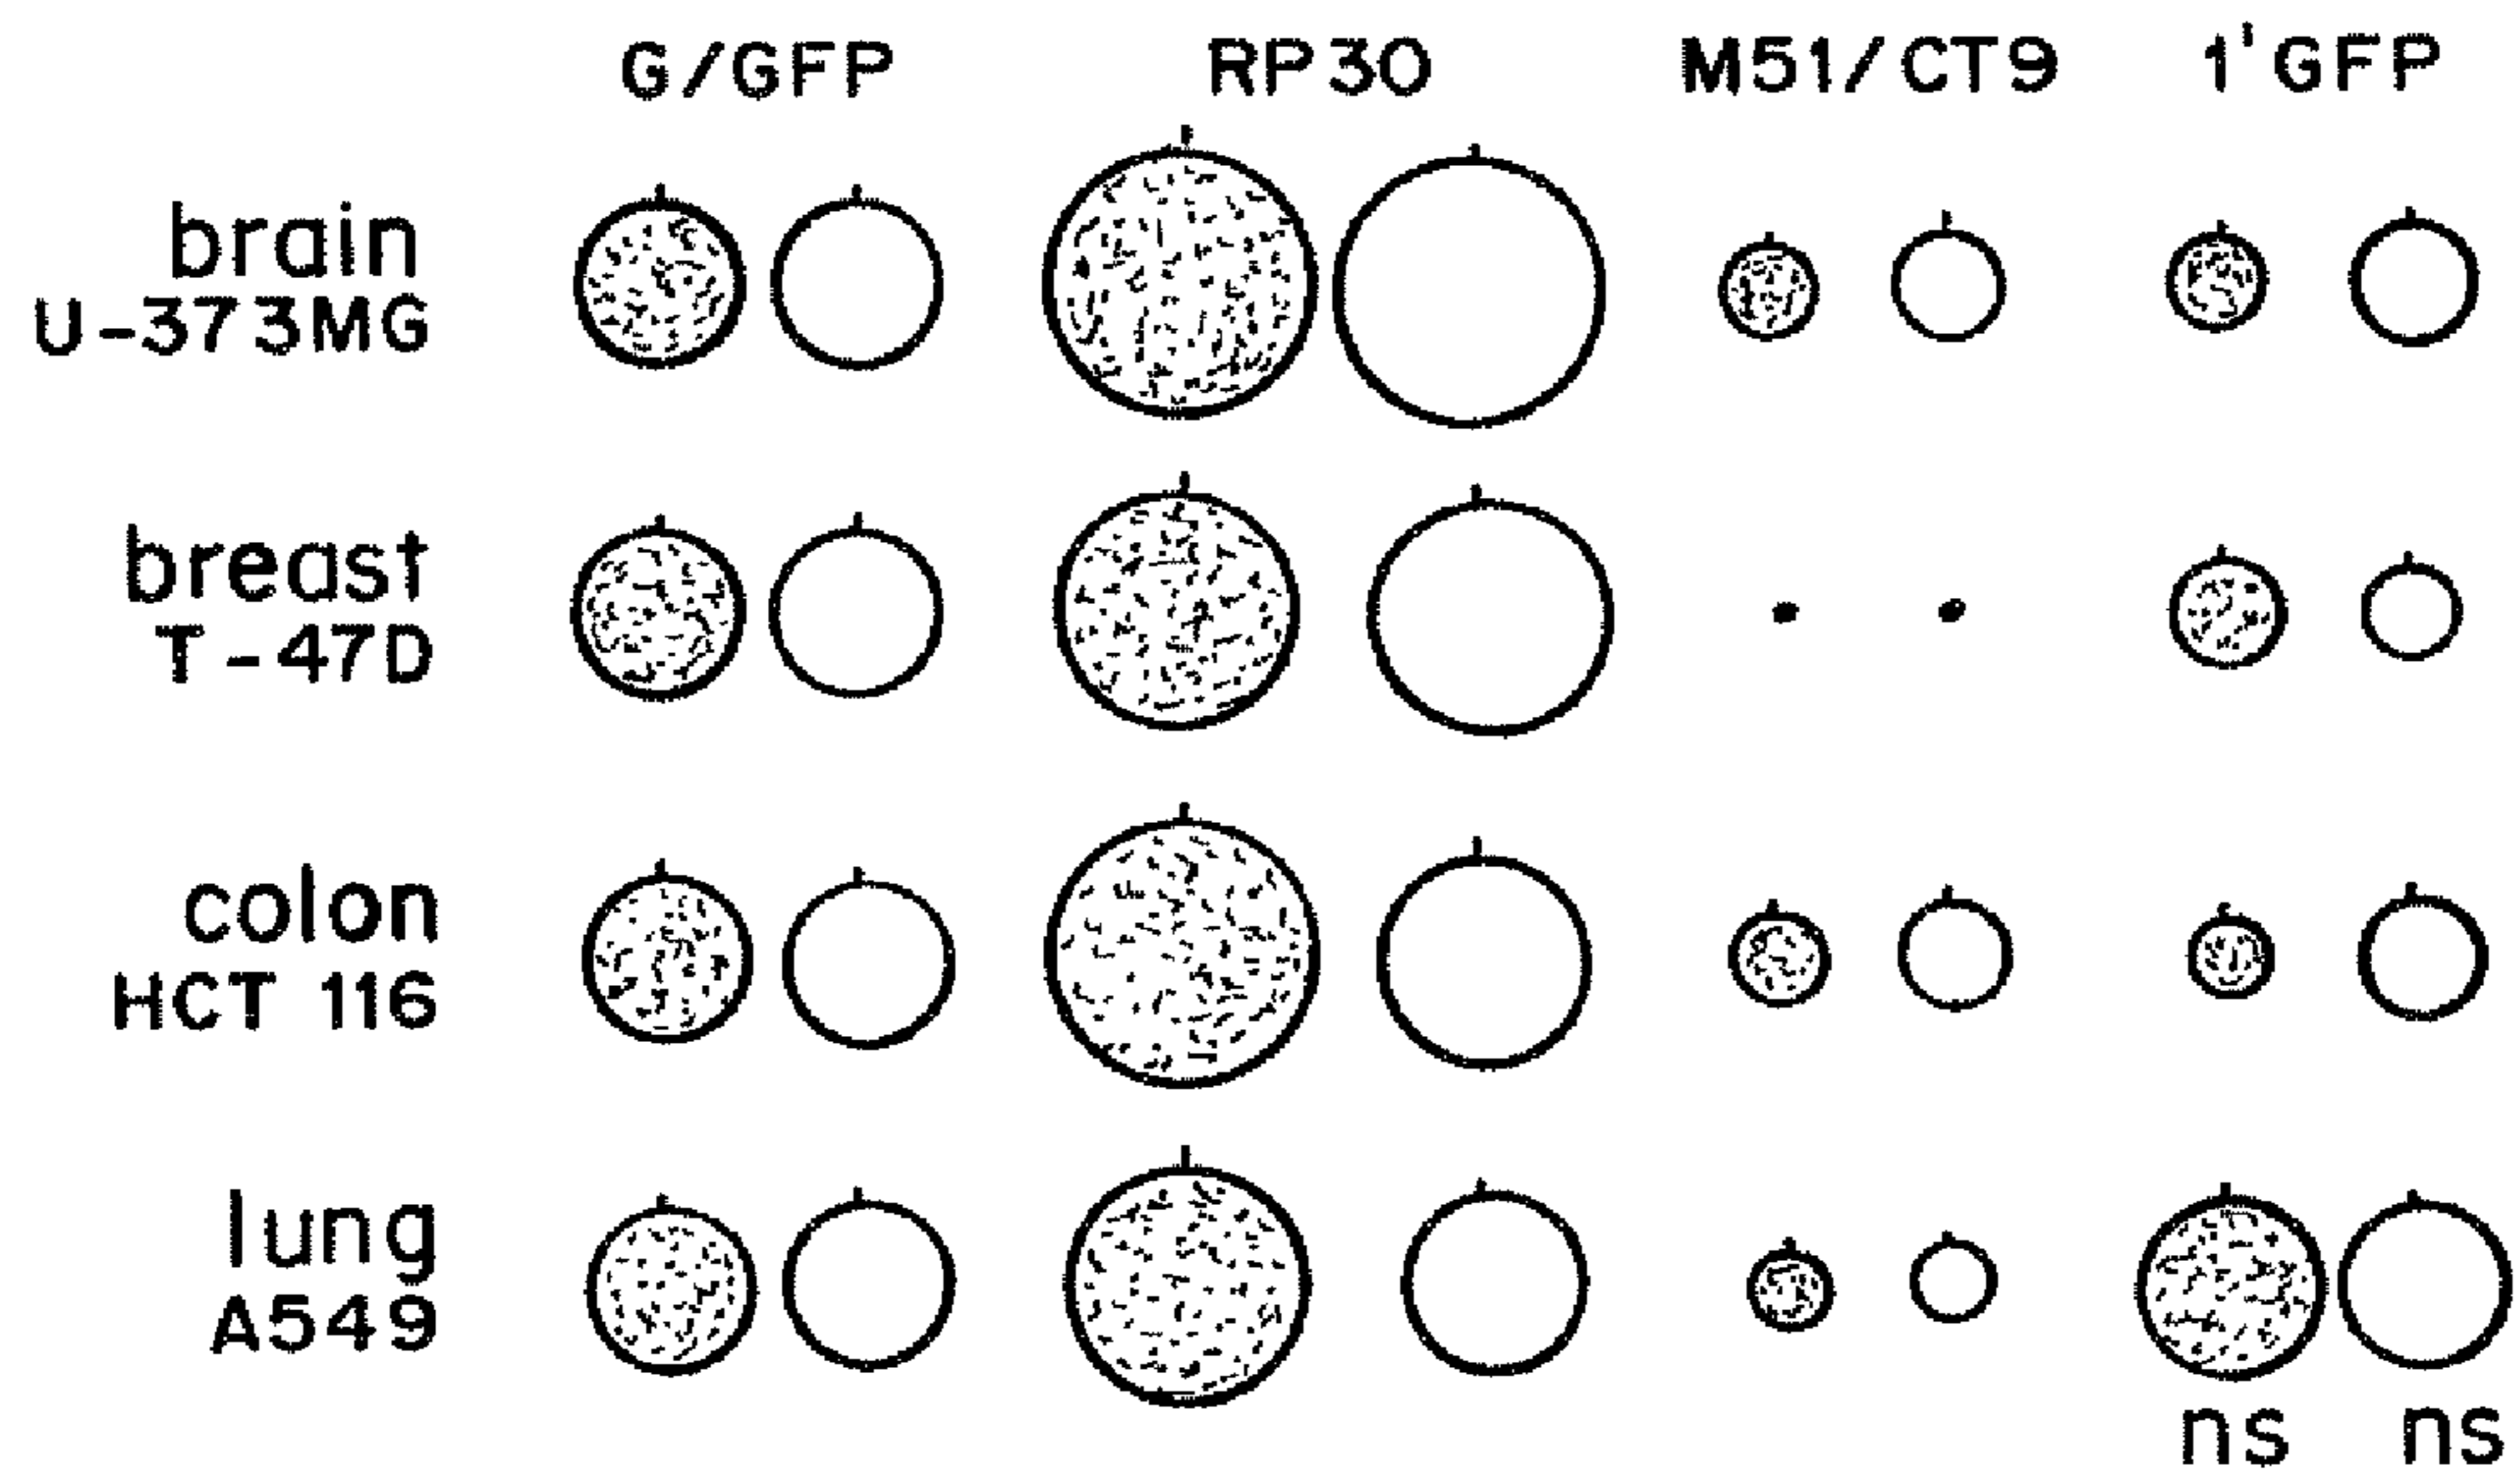 G/GFP RP30 M51/CT9 1'GFP
brain
U-373MG
breast
T-47D
colon
HCT 116
lung
A549
ns ns